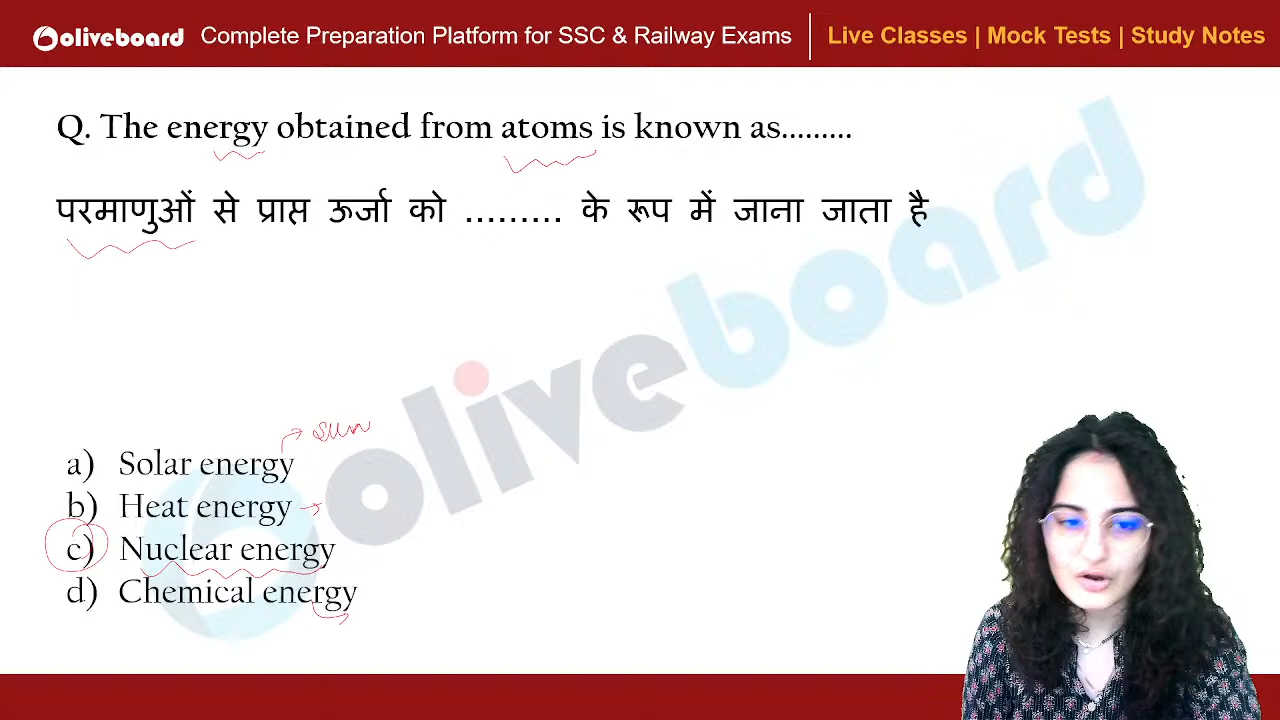 oliveboard Complete Preparation Platform for SSC & Railway Exams Live Classes | Mock Tests | Study Notes
Q. The energy obtained from atoms is known as.........
परमाणुओं से प्राप्त ऊर्जा को ......... के रूप में जाना जाता है
oliveboard
sun
a) Solar energy
b) Heat energy
c) Nuclear energy
d) Chemical energy